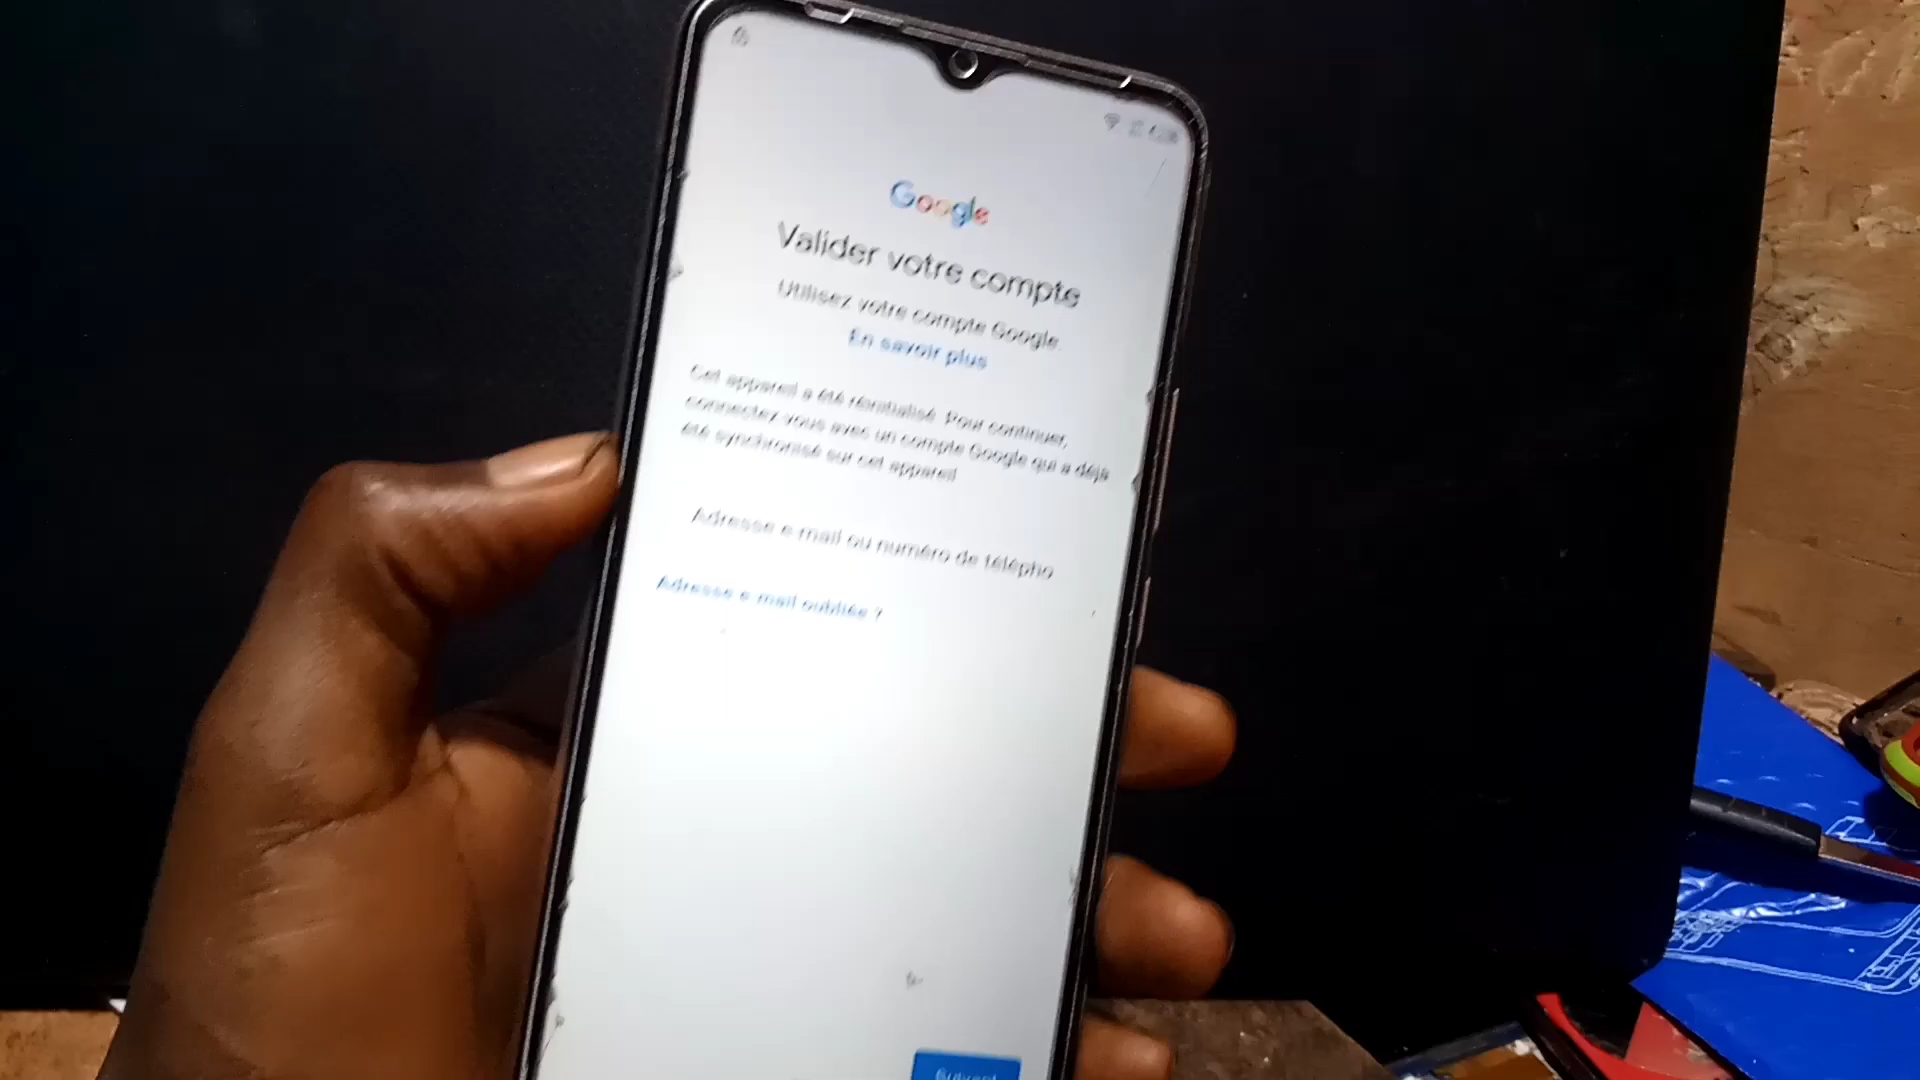 Google
Valider votre compte
Utilisez votre compte Google.
En savoir plus
Cet appareil a été réinitialisé. Pour continuer,
connectez-vous avec un compte Google qui a déjà
été synchronisé sur cet appareil
Adresse e-mail ou numéro de télépho
Adresse e-mail oubliée ?
Suivant